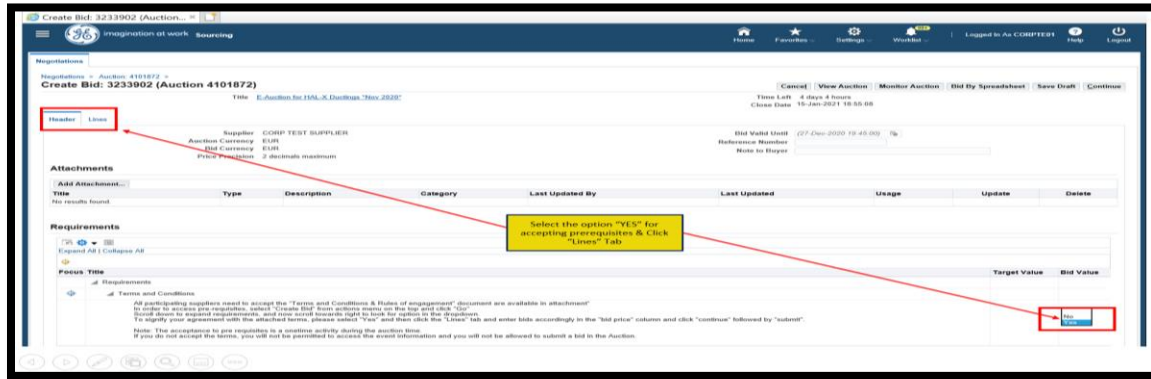 Create Bid: 3233902 (Auction...
imagination at work Sourcing
Home Favorites Settings Worklist Logged In As CORPTE01 Help Logout
Negotiations
Negotiations > Auction: 4101872 >
Create Bid: 3233902 (Auction 4101872)
Cancel View Auction Monitor Auction Bid By Spreadsheet Save Draft Continue
Title E-Auction for HAL-X Ductings "Nov 2020"
Time Left 4 days 4 hours
Close Date 15-Jan-2021 18:55:08
Header Lines
Supplier CORP TEST SUPPLIER
Auction Currency EUR
Bid Currency EUR
Price Precision 2 decimals maximum
Bid Valid Until (27-Dec-2020 19:45:00)
Reference Number
Note to Buyer
Attachments
Add Attachment...
Title Type Description Category Last Updated By Last Updated Usage Update Delete
No results found.
Select the option "YES" for
accepting prerequisites & Click
"Lines" Tab
Requirements
Expand All | Collapse All
Focus Title Target Value Bid Value
Requirements
Terms and Conditions
All participating suppliers need to accept the "Terms and Conditions & Rules of engagement" document are available in attachment"
In order to access pre-requisites, select "Create Bid" from actions menu on the top and click "Go".
Scroll down to expand requirements, and now scroll towards right to look for option in the dropdown.
To signify your agreement with the attached terms, please select "Yes" and then click the "Lines" tab and enter bids accordingly in the "bid price" column and click "continue" followed by "submit".
Note: The acceptance to pre requisites is a onetime activity during the auction time.
If you do not accept the terms, you will not be permitted to access the event information and you will not be allowed to submit a bid in the Auction.
No
Yes